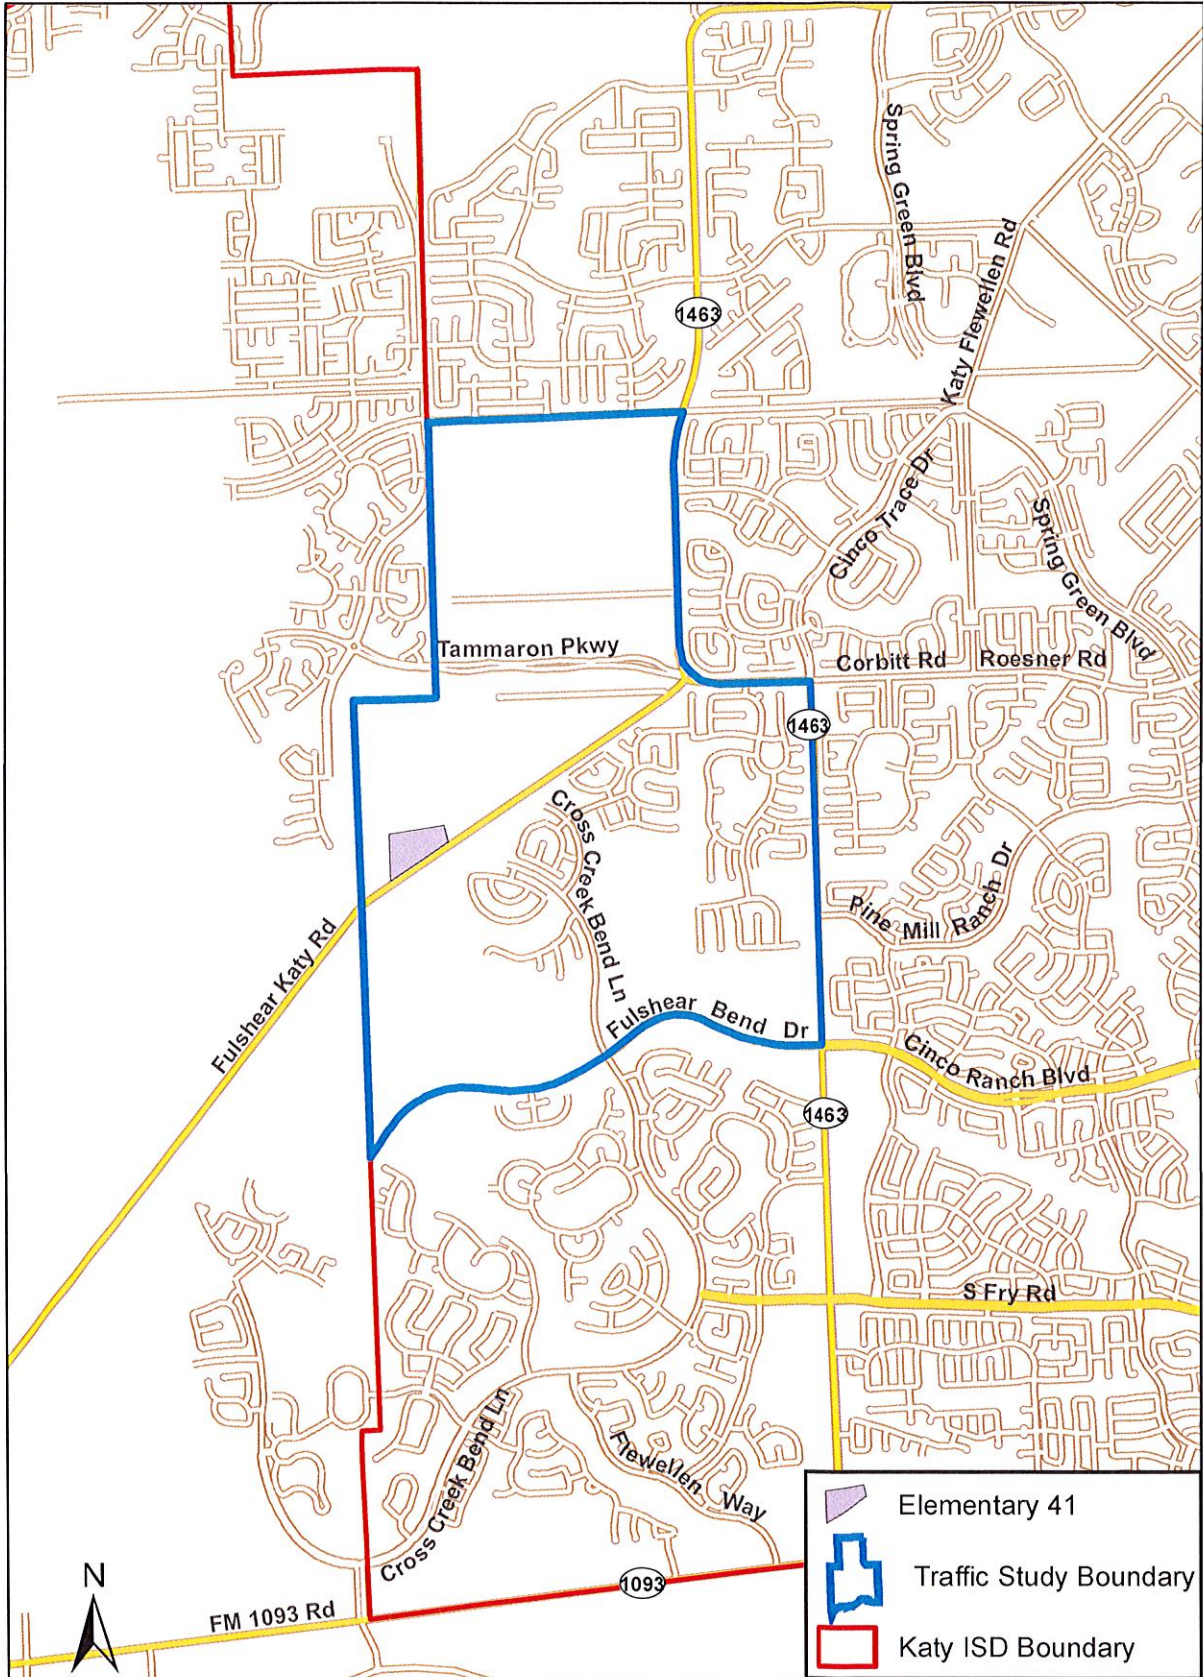 Spring Green Blvd
Katy Flewellen Rd
1463
Cinco Trace Dr
Spring Green Blvd
Tammaron Pkwy
Corbitt Rd
Roesner Rd
1463
Cross Creek Bend Ln
Pine Mill Ranch Dr
Fulshear Katy Rd
Fulshear Bend Dr
Cinco Ranch Blvd
1463
S Fry Rd
Cross Creek Bend Ln
Flewellen Way
1093
FM 1093 Rd
N
Elementary 41
Traffic Study Boundary
Katy ISD Boundary